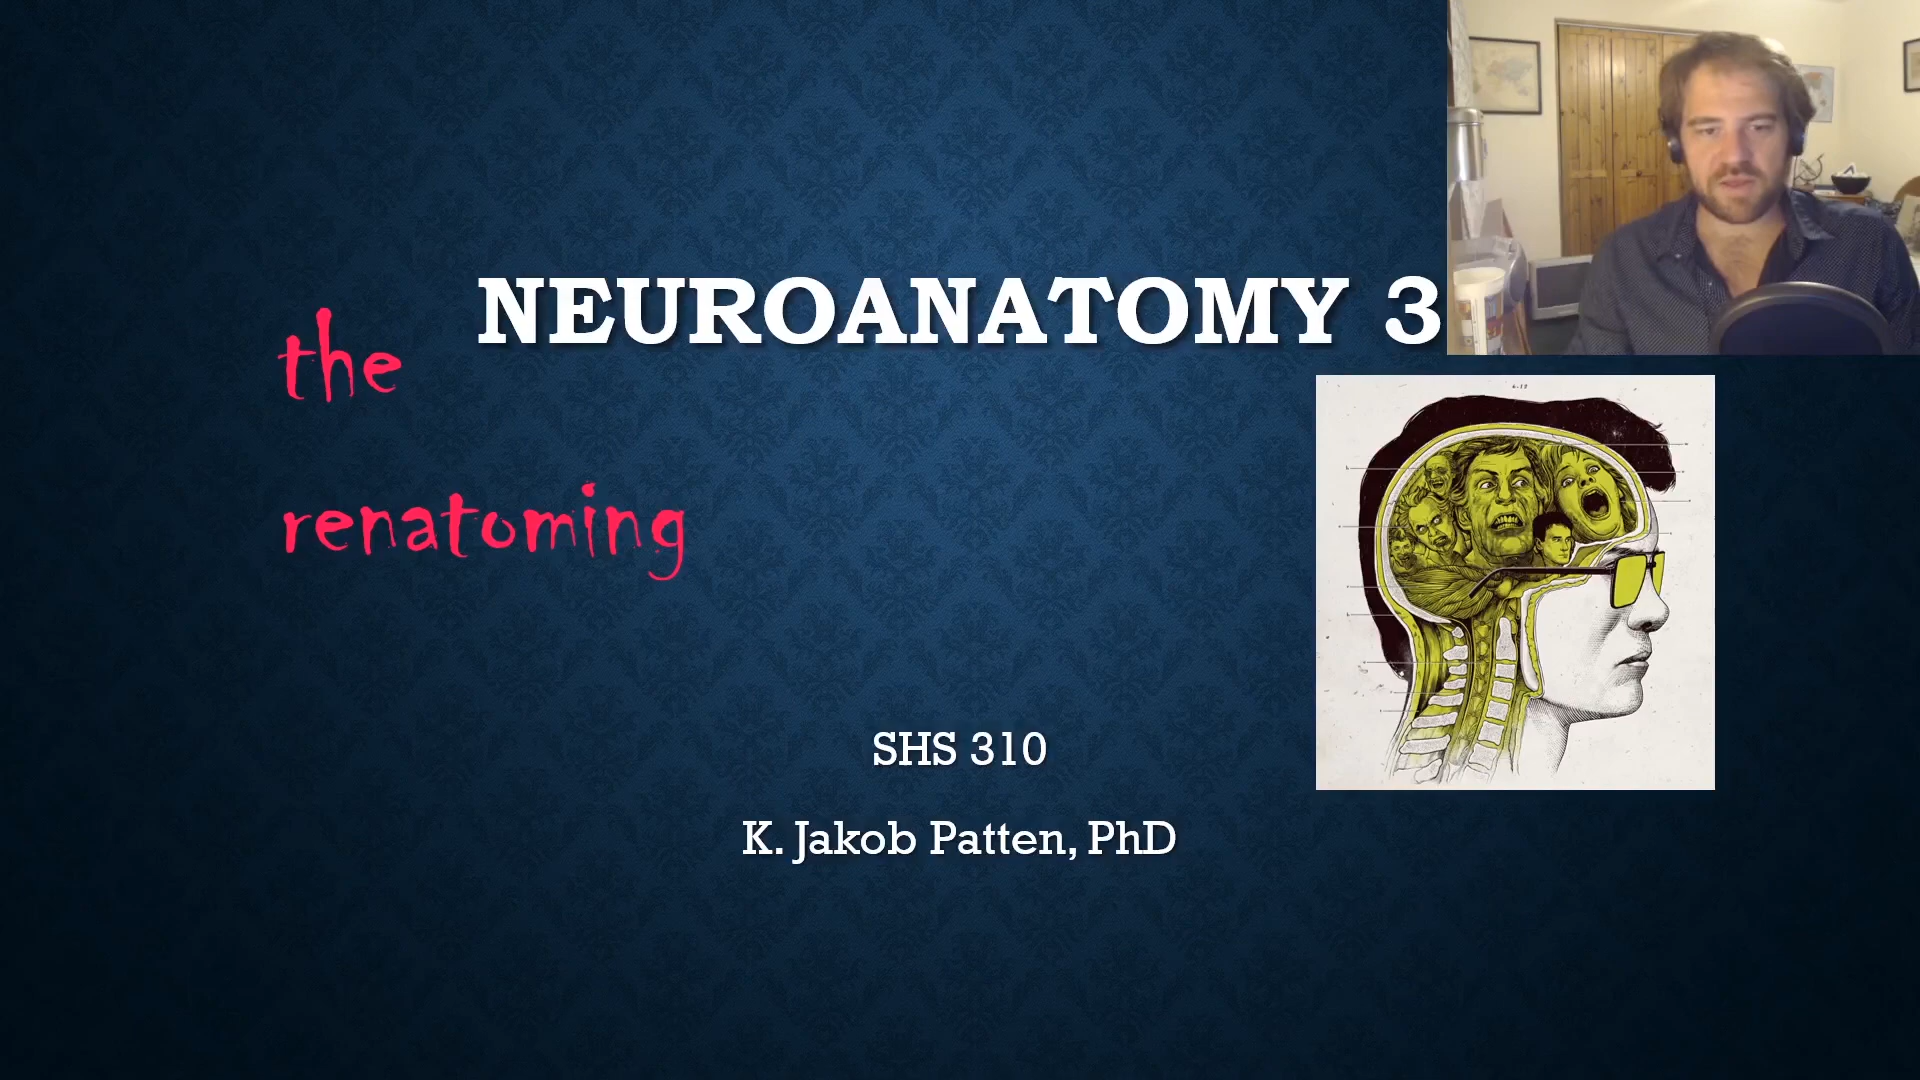 NEUROANATOMY 3
the
renatoming
SHS 310
K. Jakob Patten, PhD